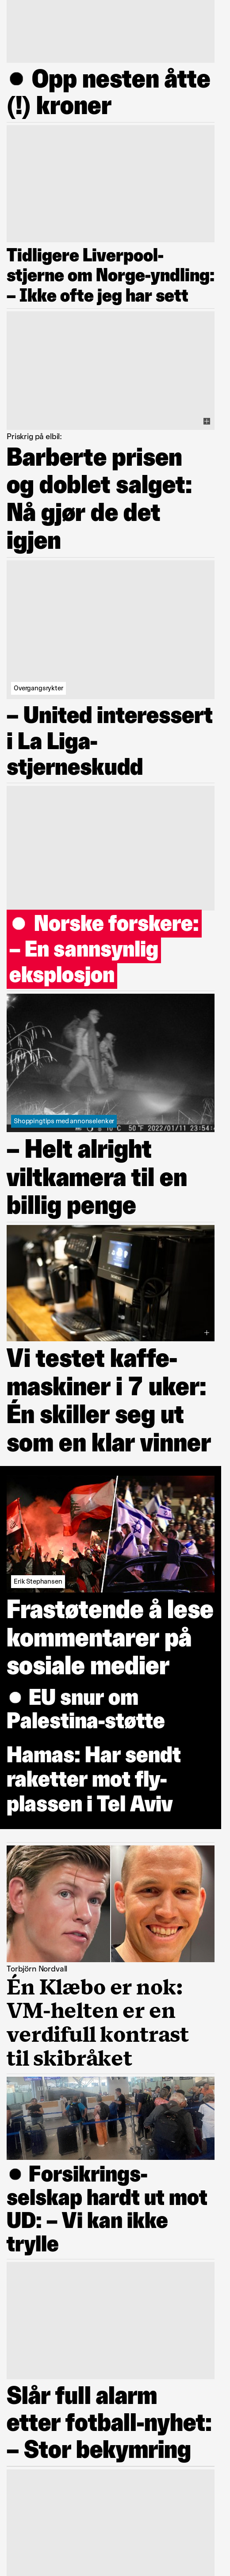 ● Opp nesten åtte
(!) kroner
Tidligere Liverpool-
stjerne om Norge-yndling:
– Ikke ofte jeg har sett
Priskrig på elbil:
Barberte prisen
og doblet salget:
Nå gjør de det
igjen
Overgangsrykter
– United interessert
i La Liga-
stjerneskudd
● Norske forskere:
– En sannsynlig
eksplosjon
Shoppingtips med annonselenker
50°F 2022/01/11 23:54
– Helt alright
viltkamera til en
billig penge
Vi testet kaffe-
maskiner i 7 uker:
Én skiller seg ut
som en klar vinner
Erik Stephansen
Frastøtende å lese
kommentarer på
sosiale medier
● EU snur om
Palestina-støtte
Hamas: Har sendt
raketter mot fly-
plassen i Tel Aviv
Torbjörn Nordvall
Én Klæbo er nok:
VM-helten er en
verdifull kontrast
til skibråket
● Forsikrings-
selskap hardt ut mot
UD: – Vi kan ikke
trylle
Slår full alarm
etter fotball-nyhet:
– Stor bekymring